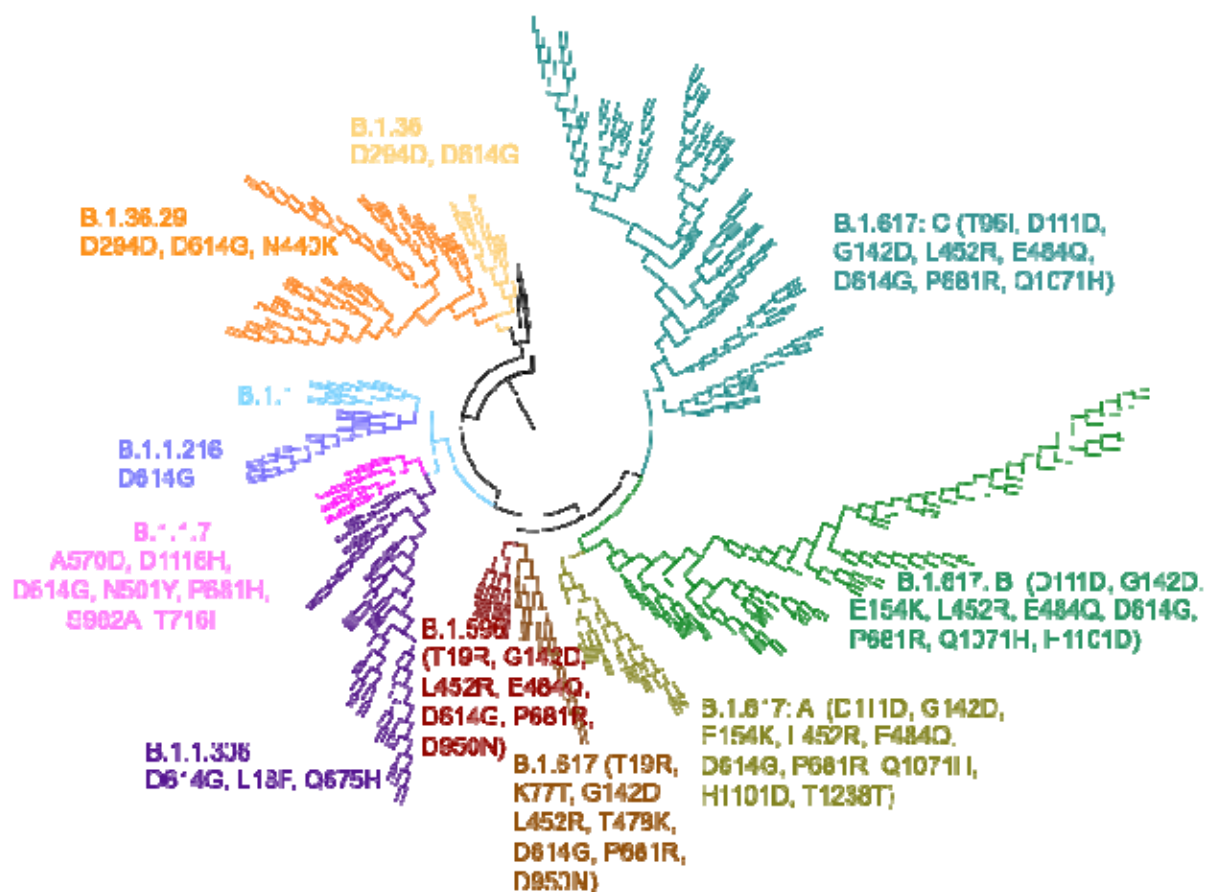 B.1.36
D294D, D614G
B.1.36.29
D294D, D614G, N440K
B.1.617: C (T95I, D111D,
G142D, L452R, E484Q,
D614G, P681R, Q1071H)
B.1.1.216
D614G
B.1.1.7
A570D, D1118H,
D614G, N501Y, P681H,
S982A T716I
B.1.1.306
D614G, L18F, Q675H
B.1.596
(T19R, G142D,
L452R, E484Q,
D614G, P681R,
D950N)
B.1.617 (T19R,
K77T, G142D
L452R, T478K,
D614G, P681R,
D950N)
B.1.617: A (D111D, G142D,
E154K, L452R, E484Q,
D614G, P681R Q1071H,
H1101D, T1238T)
B.1.617: B (D111D, G142D,
E154K, L452R, E484Q, D614G,
P681R, Q1071H, H1101D)